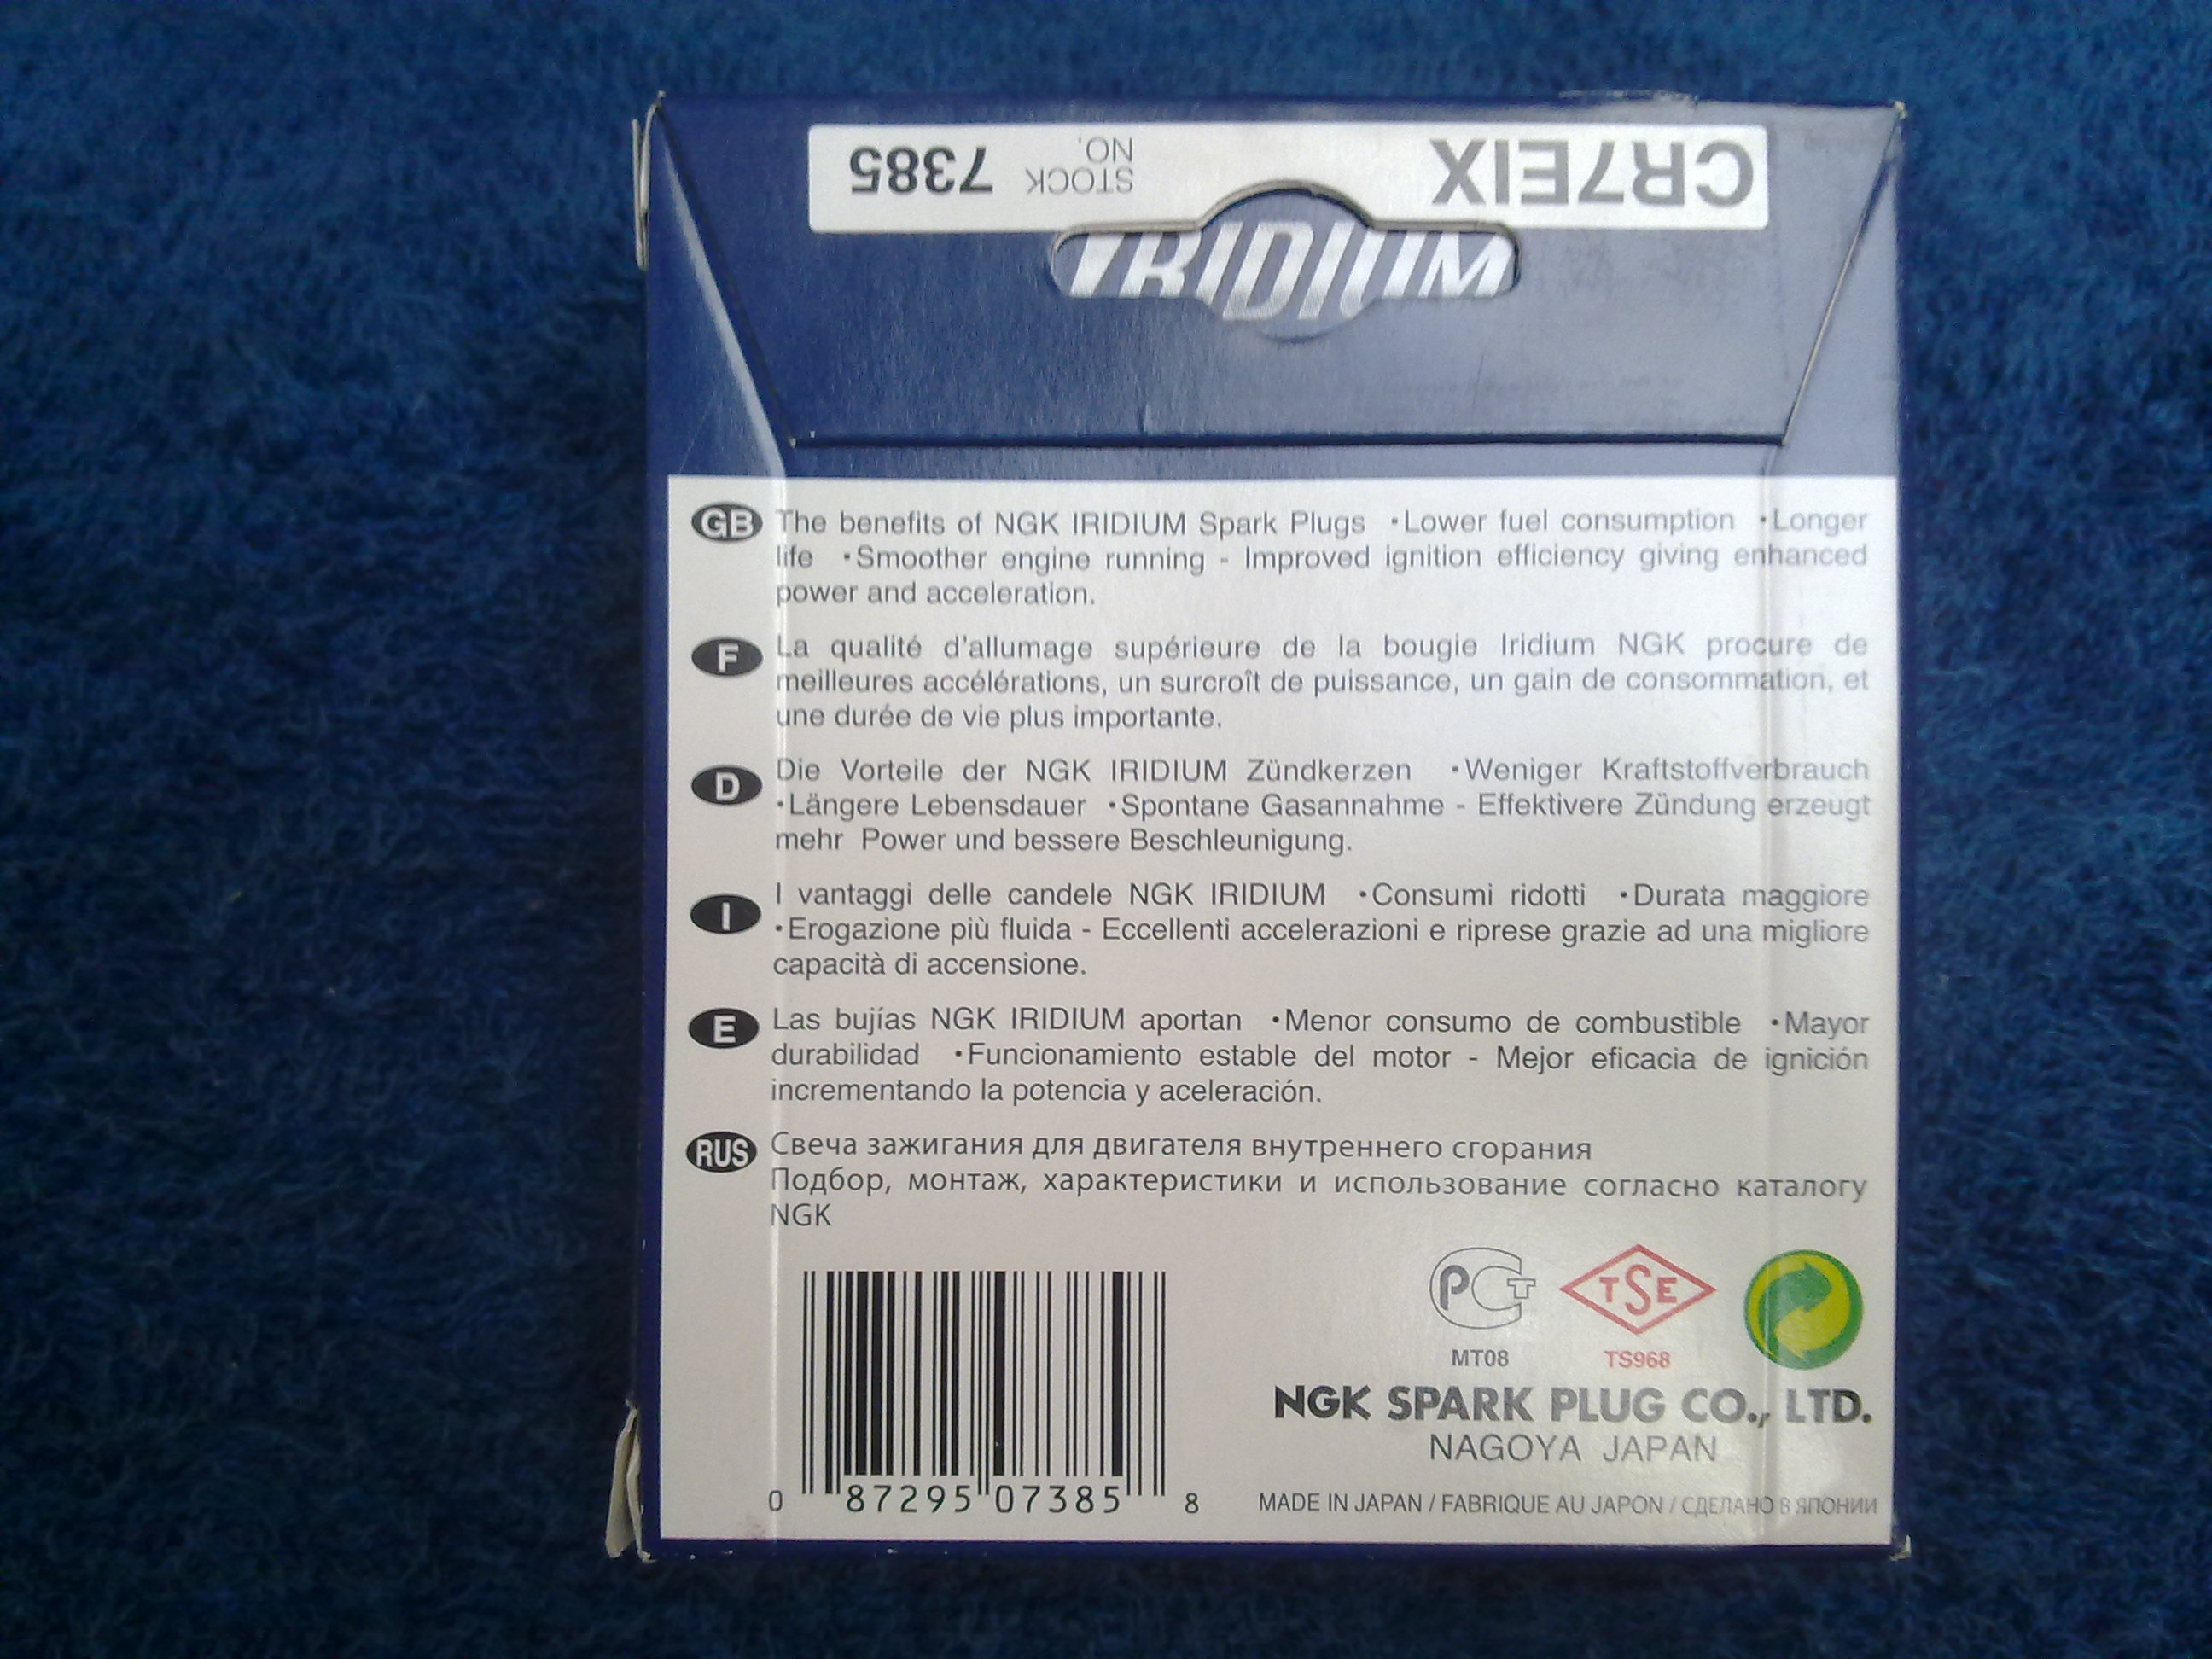 CR7EIX STOCK NO. 7385
IRIDIUM
GB The benefits of NGK IRIDIUM Spark Plugs •Lower fuel consumption •Longer
life •Smoother engine running - Improved ignition efficiency giving enhanced
power and acceleration.
F La qualité d'allumage supérieure de la bougie Iridium NGK procure de
meilleures accélérations, un surcroît de puissance, un gain de consommation, et
une durée de vie plus importante.
D Die Vorteile der NGK IRIDIUM Zündkerzen •Weniger Kraftstoffverbrauch
•Längere Lebensdauer •Spontane Gasannahme - Effektivere Zündung erzeugt
mehr Power und bessere Beschleunigung.
I I vantaggi delle candele NGK IRIDIUM •Consumi ridotti •Durata maggiore
•Erogazione più fluida - Eccellenti accelerazioni e riprese grazie ad una migliore
capacità di accensione.
E Las bujías NGK IRIDIUM aportan •Menor consumo de combustible •Mayor
durabilidad •Funcionamiento estable del motor - Mejor eficacia de ignición
incrementando la potencia y aceleración.
RUS Свеча зажигания для двигателя внутреннего сгорания
Подбор, монтаж, характеристики и использование согласно каталогу
NGK
РСТ TSE
MT08 TS968
NGK SPARK PLUG CO., LTD.
NAGOYA JAPAN
0 87295 07385 8
MADE IN JAPAN / FABRIQUE AU JAPON / СДЕЛАНО В ЯПОНИИ